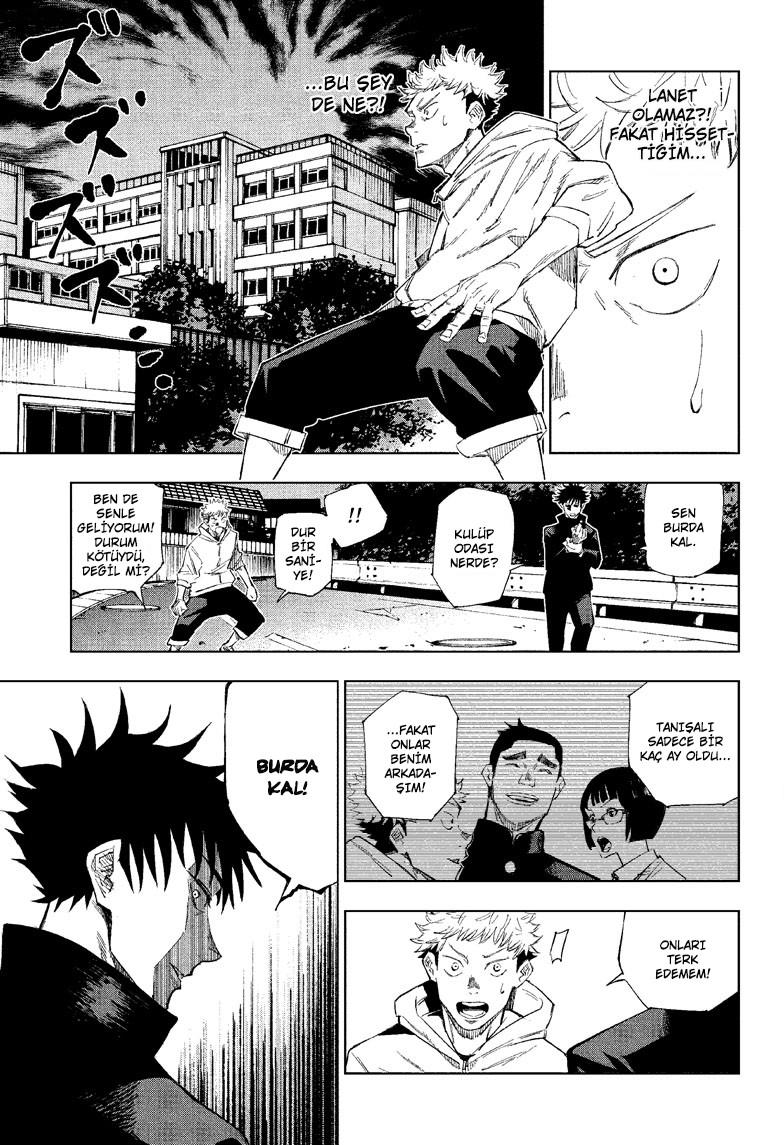 LANET
OLAMAZ?!
FAKAT HİSSET-
TİĞİM...
...BU ŞEY
DE NE?!
ズズズズ...
SEN
BURDA
KAL.
KULÜP
ODASI
NERDE?
!!
DUR
BİR
SANİ-
YE!
BEN DE
SENLE
GELİYORUM!
DURUM
KÖTÜYDÜ,
DEĞİL Mİ?
TANIŞALI
SADECE BİR
KAÇ AY OLDU...
...FAKAT
ONLAR
BENİM
ARKADA-
ŞIM!
ONLARI
TERK
EDEMEM!
BURDA
KAL!